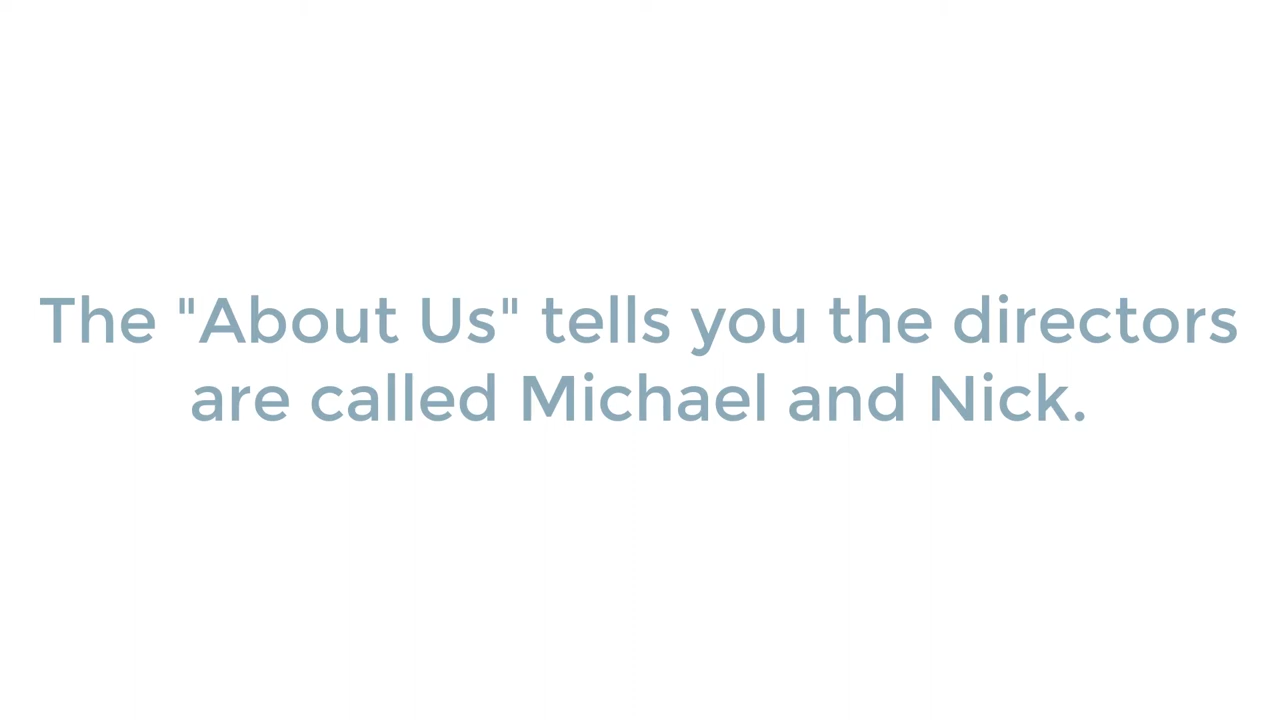 The "About Us" tells you the directors
are called Michael and Nick.